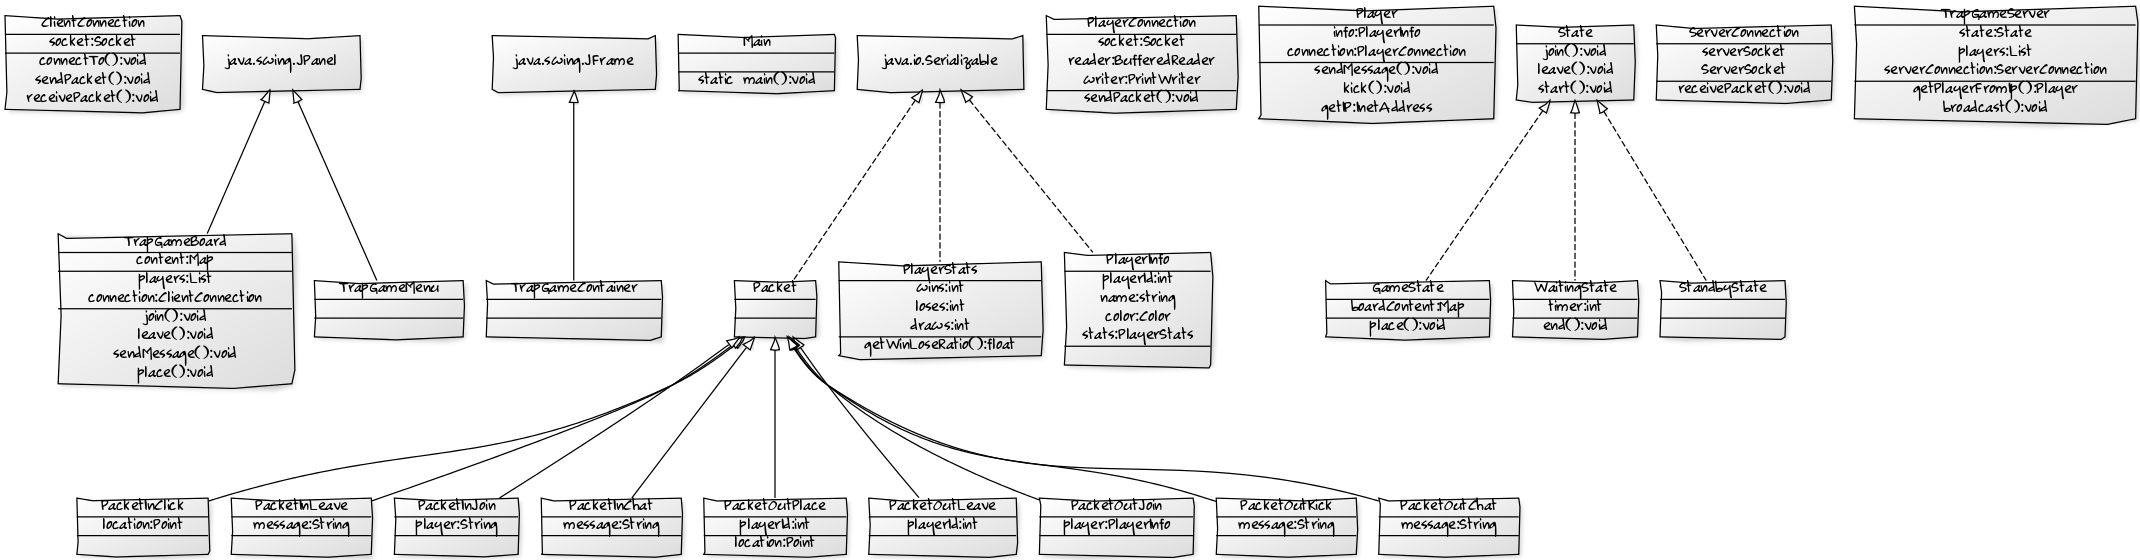 ClientConnection
socket:Socket
connectTo():void
sendPacket():void
receivePacket():void
java.swing.JPanel
java.swing.JFrame
Main
static main():void
java.io.Serializable
PlayerConnection
socket:Socket
reader:BufferedReader
writer:PrintWriter
sendPacket():void
Player
info:PlayerInfo
connection:PlayerConnection
sendMessage():void
kick():void
getIP:InetAddress
State
join():void
leave():void
start():void
ServerConnection
serverSocket
ServerSocket
receivePacket():void
TrapGameServer
state:State
players:List
serverConnection:ServerConnection
getPlayerFromIp():Player
broadcast():void
TrapGameBoard
content:Map
players:List
connection:ClientConnection
join():void
leave():void
sendMessage():void
place():void
TrapGameMenu
TrapGameContainer
Packet
PlayerStats
wins:int
loses:int
draws:int
getWinLoseRatio():float
PlayerInfo
playerId:int
name:string
color:Color
stats:PlayerStats
GameState
boardContent:Map
place():void
WaitingState
timer:int
end():void
StandbyState
PacketInClick
location:Point
PacketInLeave
message:String
PacketInJoin
player:String
PacketInChat
message:String
PacketOutPlace
playerId:int
location:Point
PacketOutLeave
playerId:int
PacketOutJoin
player:PlayerInfo
PacketOutKick
message:String
PacketOutChat
message:String